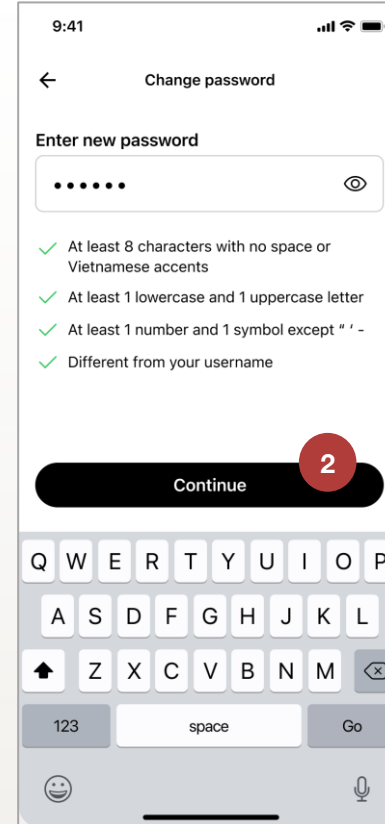 9:41
Change password
Enter new password
••••••
At least 8 characters with no space or
Vietnamese accents
At least 1 lowercase and 1 uppercase letter
At least 1 number and 1 symbol except " ' -
Different from your username
2
Continue
Q W E R T Y U I O P
A S D F G H J K L
Z X C V B N M
123 space Go